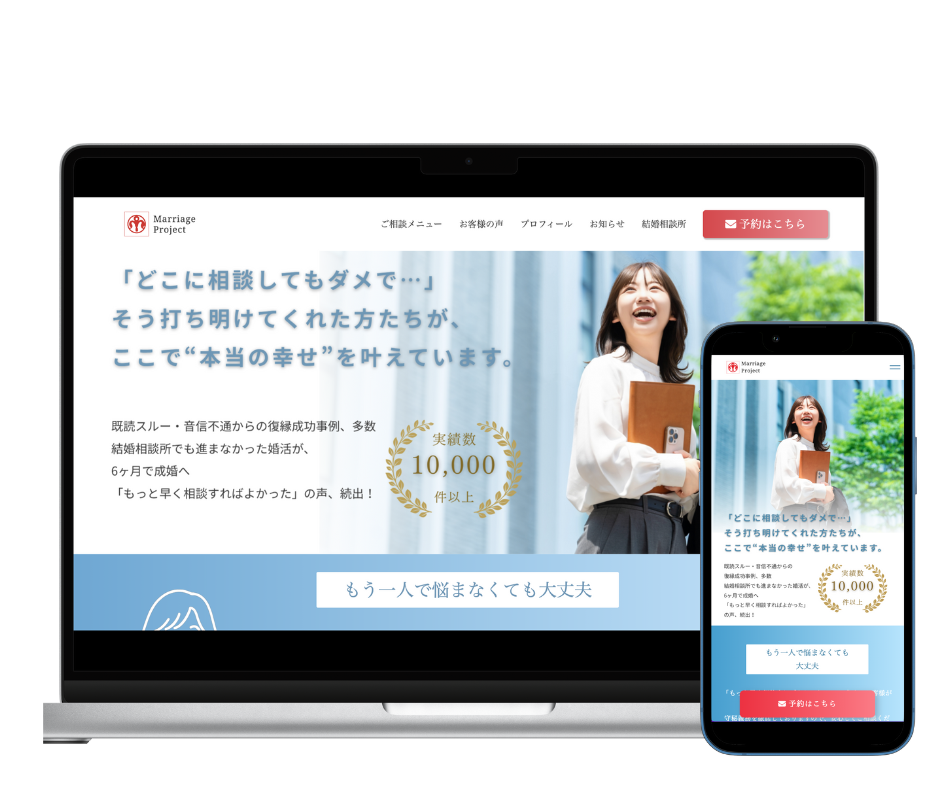 Marriage
Project
ご相談メニュー
お客様の声
プロフィール
お知らせ
結婚相談所
予約はこちら
「どこに相談してもダメで…」
そう打ち明けてくれた方たちが、
ここで“本当の幸せ”を叶えています。
既読スルー・音信不通からの復縁成功事例、多数
結婚相談所でも進まなかった婚活が、
6ヶ月で成婚へ
「もっと早く相談すればよかった」の声、続出！
実績数
10,000
件以上
もう一人で悩まなくても大丈夫
Marriage
Project
「どこに相談してもダメで…」
そう打ち明けてくれた方たちが、
ここで“本当の幸せ”を叶えています。
既読スルー・音信不通からの
復縁成功事例、多数
結婚相談所でも進まなかった婚活が、
6ヶ月で成婚へ
「もっと早く相談すればよかった」
の声、続出！
実績数
10,000
件以上
もう一人で悩まなくても
大丈夫
予約はこちら